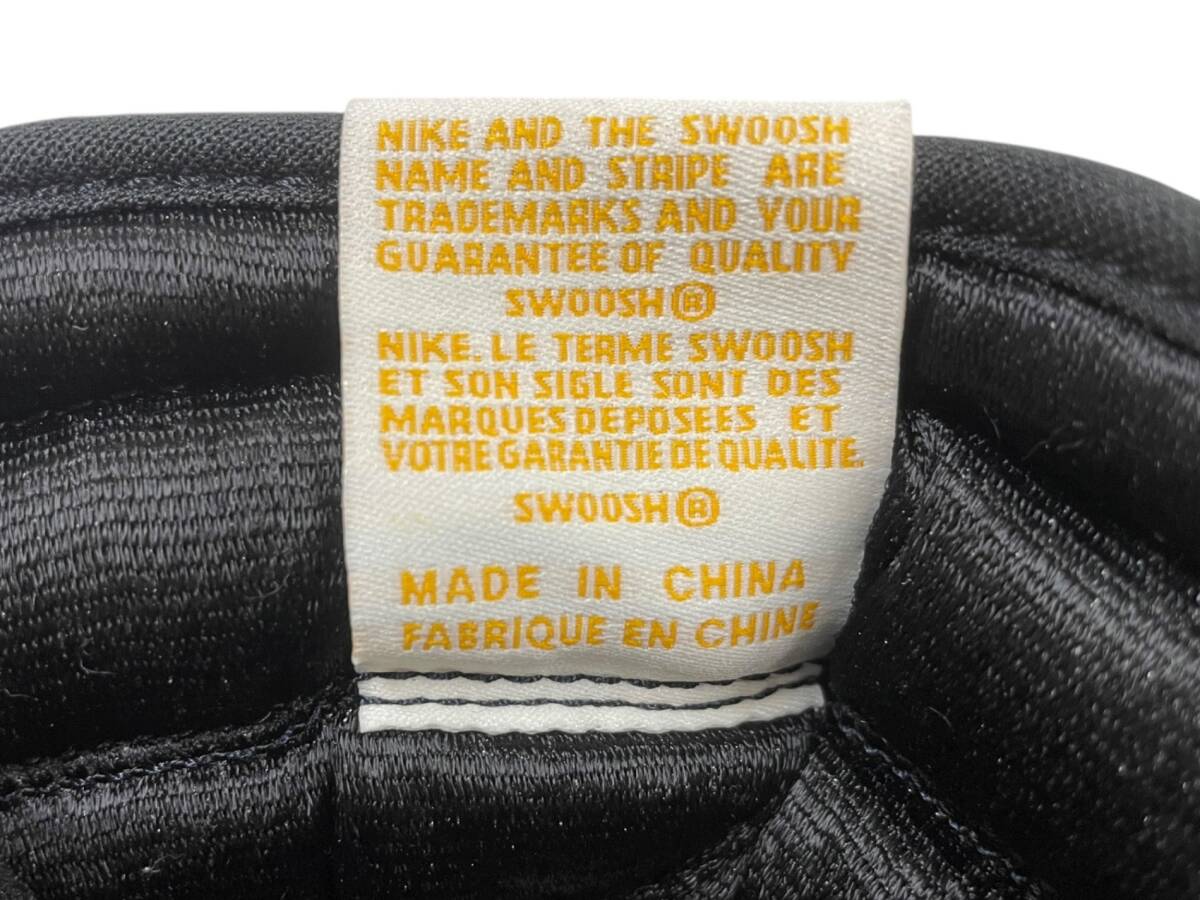 NIKE AND THE SWOOSH
NAME AND STRIPE ARE
TRADEMARKS AND YOUR
GUARANTEE OF QUALITY
SWOOSH®
NIKE. LE TERME SWOOSH
ET SON SIGLE SONT DES
MARQUES DEPOSEES ET
VOTRE GARANTIE DE QUALITE.
SWOOSH®
MADE IN CHINA
FABRIQUE EN CHINE